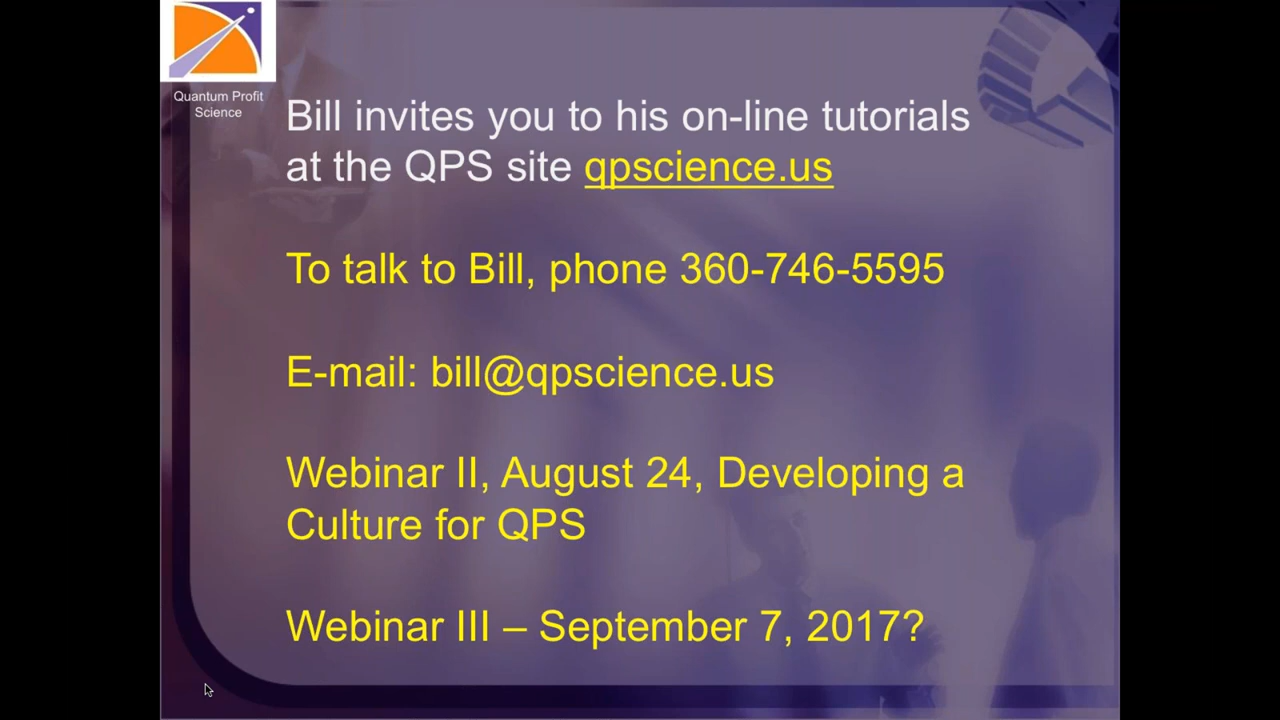 Quantum Profit
Science
Bill invites you to his on-line tutorials
at the QPS site qpscience.us
To talk to Bill, phone 360-746-5595
E-mail: bill@qpscience.us
Webinar II, August 24, Developing a
Culture for QPS
Webinar III – September 7, 2017?